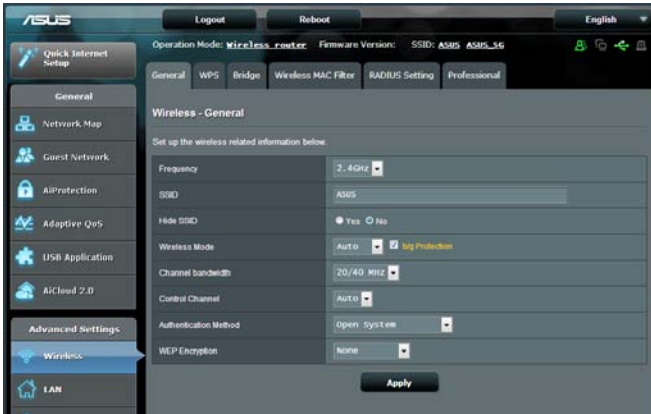 ASUS
Logout
Reboot
English
Quick Internet
Setup
Operation Mode: Wireless router Firmware Version: SSID: ASUS ASUS_5G
General
WPS
Bridge
Wireless MAC Filter
RADIUS Setting
Professional
General
Network Map
Guest Network
AiProtection
Adaptive QoS
USB Application
AiCloud 2.0
Advanced Settings
Wireless
LAN
Wireless - General
Set up the wireless related information below.
Frequency 2.4GHz
SSID ASUS
Hide SSID Yes No
Wireless Mode Auto b/g Protection
Channel bandwidth 20/40 MHz
Control Channel Auto
Authentication Method Open System
WEP Encryption None
Apply